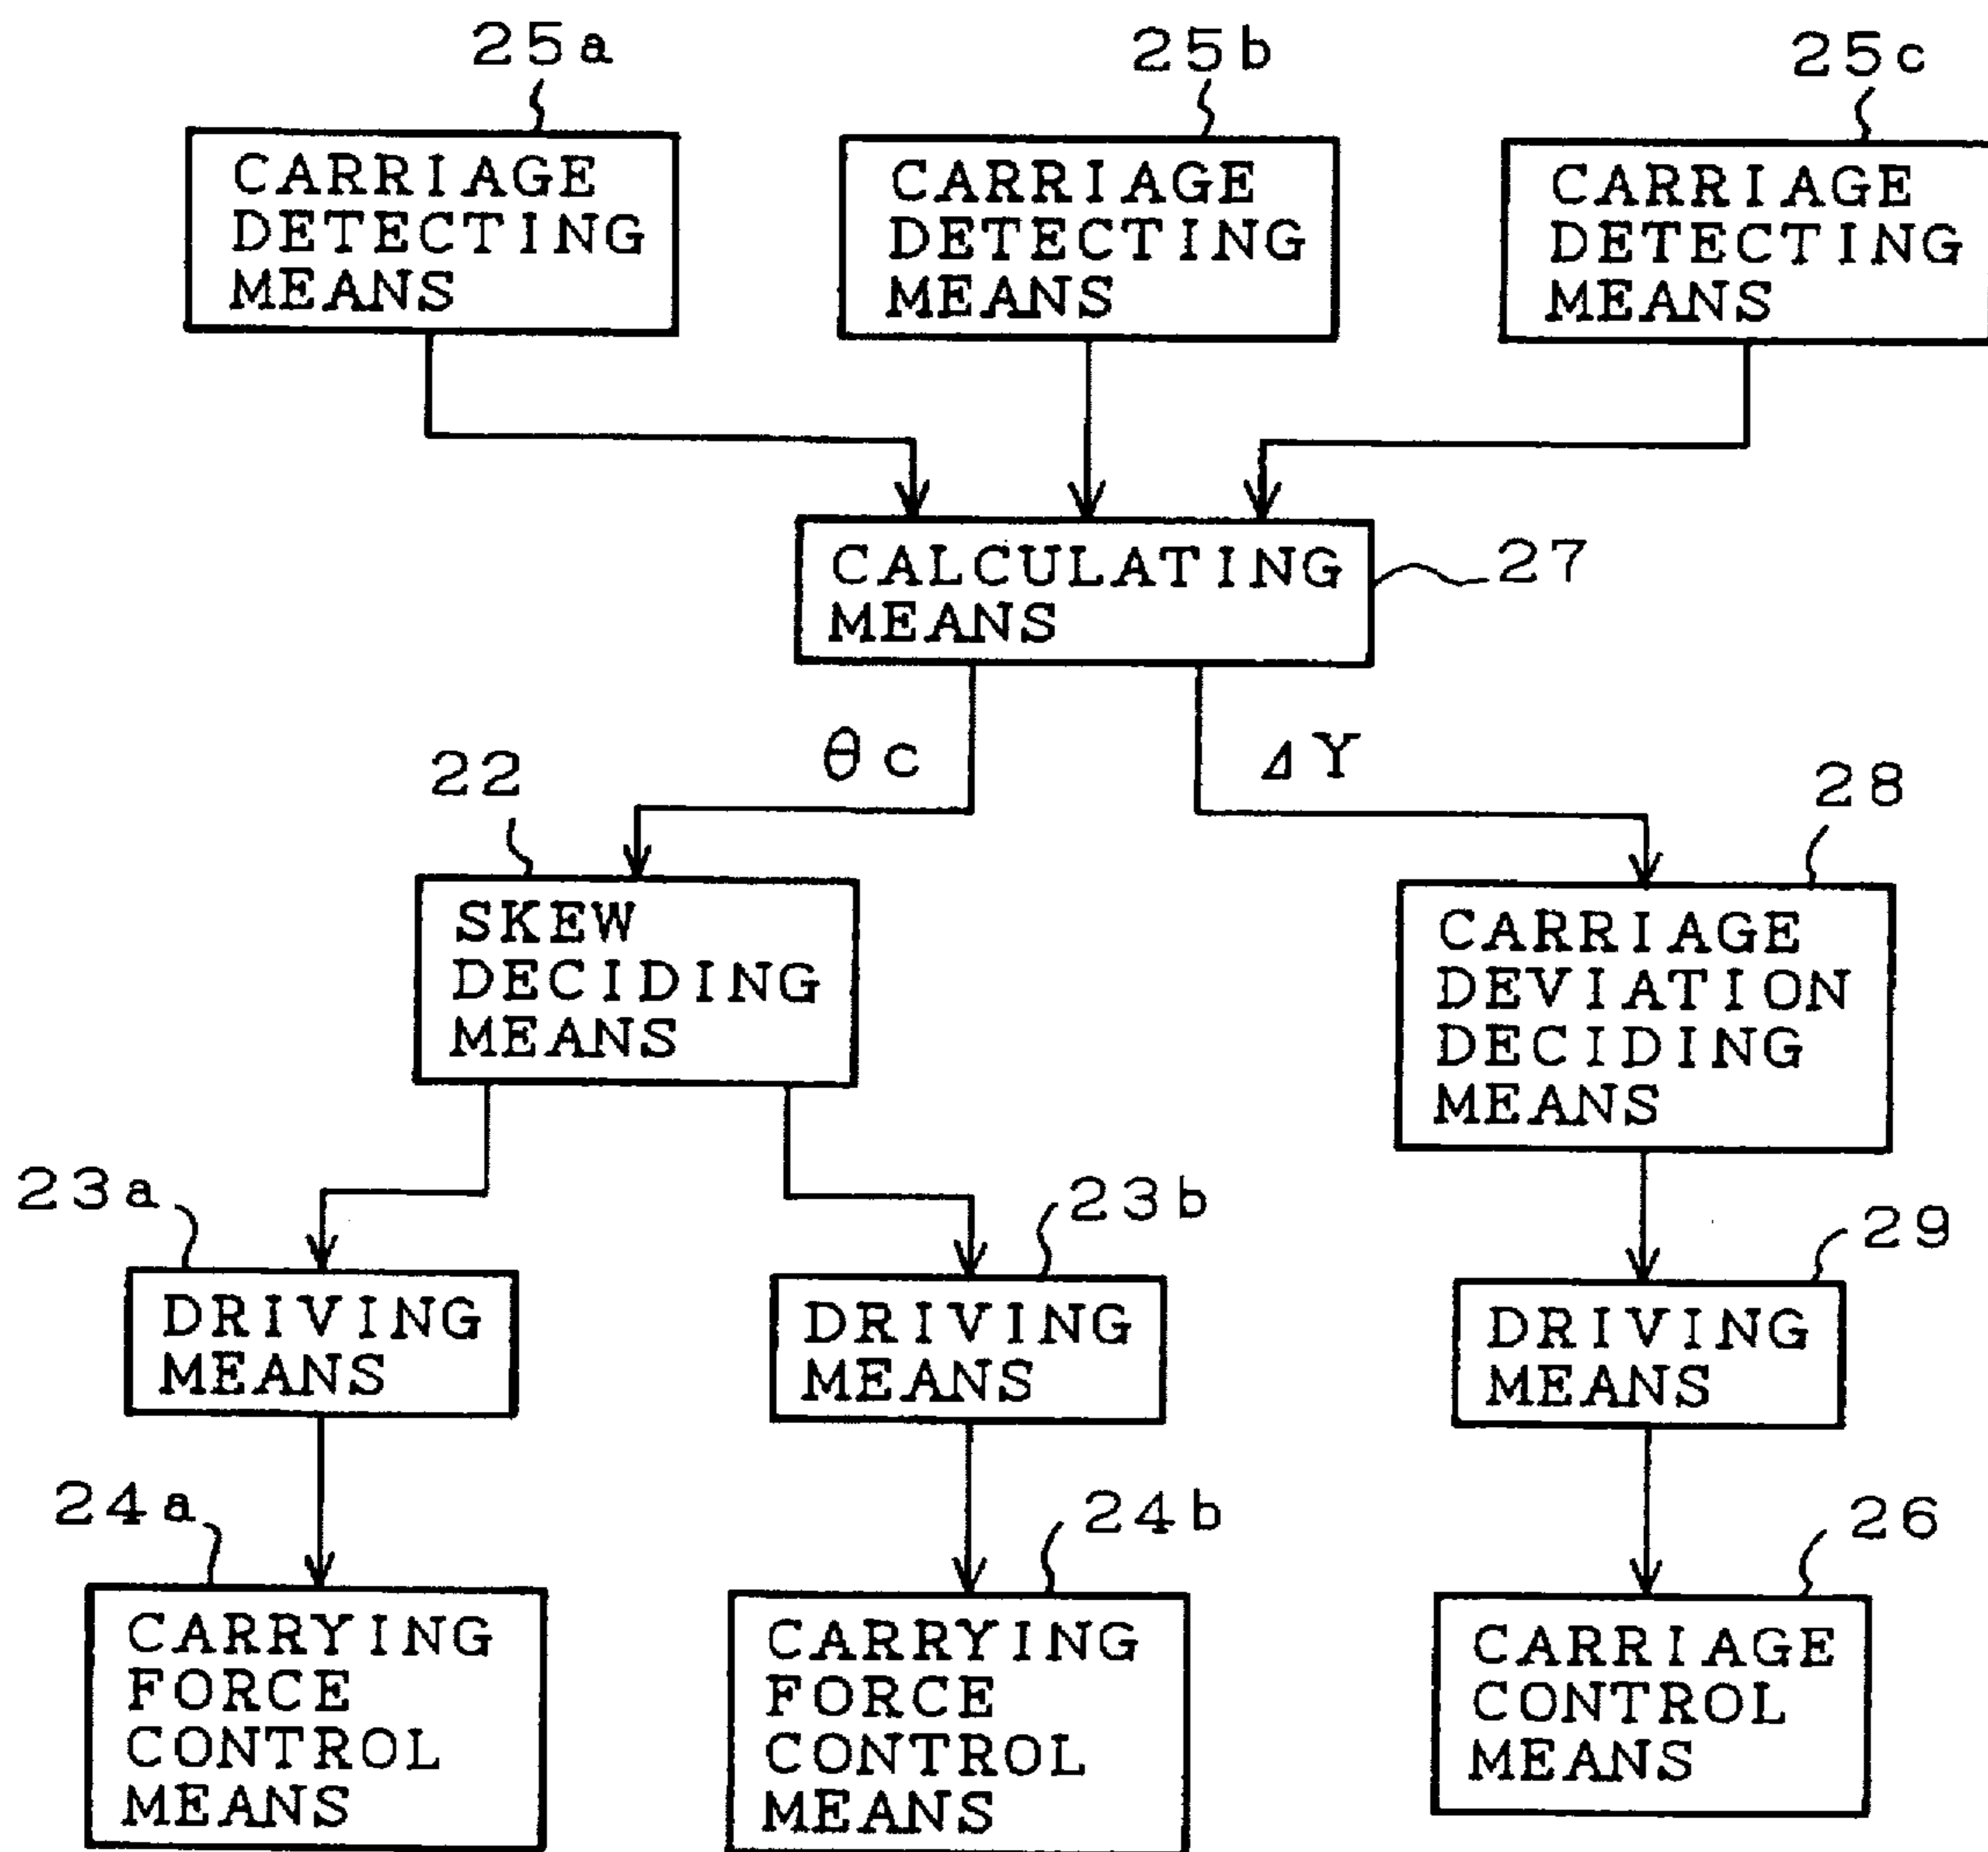 25a
25b
25c
CARRIAGE
DETECTING
MEANS
CARRIAGE
DETECTING
MEANS
CARRIAGE
DETECTING
MEANS
CALCULATING
MEANS
27
θc
ΔY
22
28
SKEW
DECIDING
MEANS
CARRIAGE
DEVIATION
DECIDING
MEANS
23a
23b
29
DRIVING
MEANS
DRIVING
MEANS
DRIVING
MEANS
24a
24b
26
CARRYING
FORCE
CONTROL
MEANS
CARRYING
FORCE
CONTROL
MEANS
CARRIAGE
CONTROL
MEANS